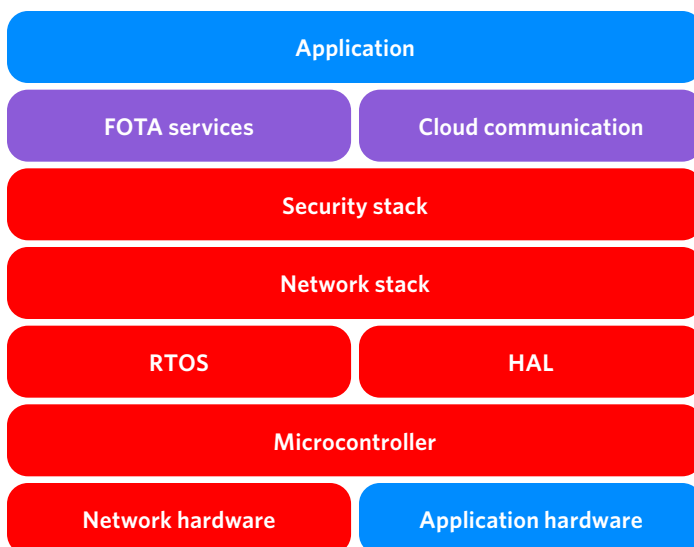 Application
FOTA services
Cloud communication
Security stack
Network stack
RTOS
HAL
Microcontroller
Network hardware
Application hardware